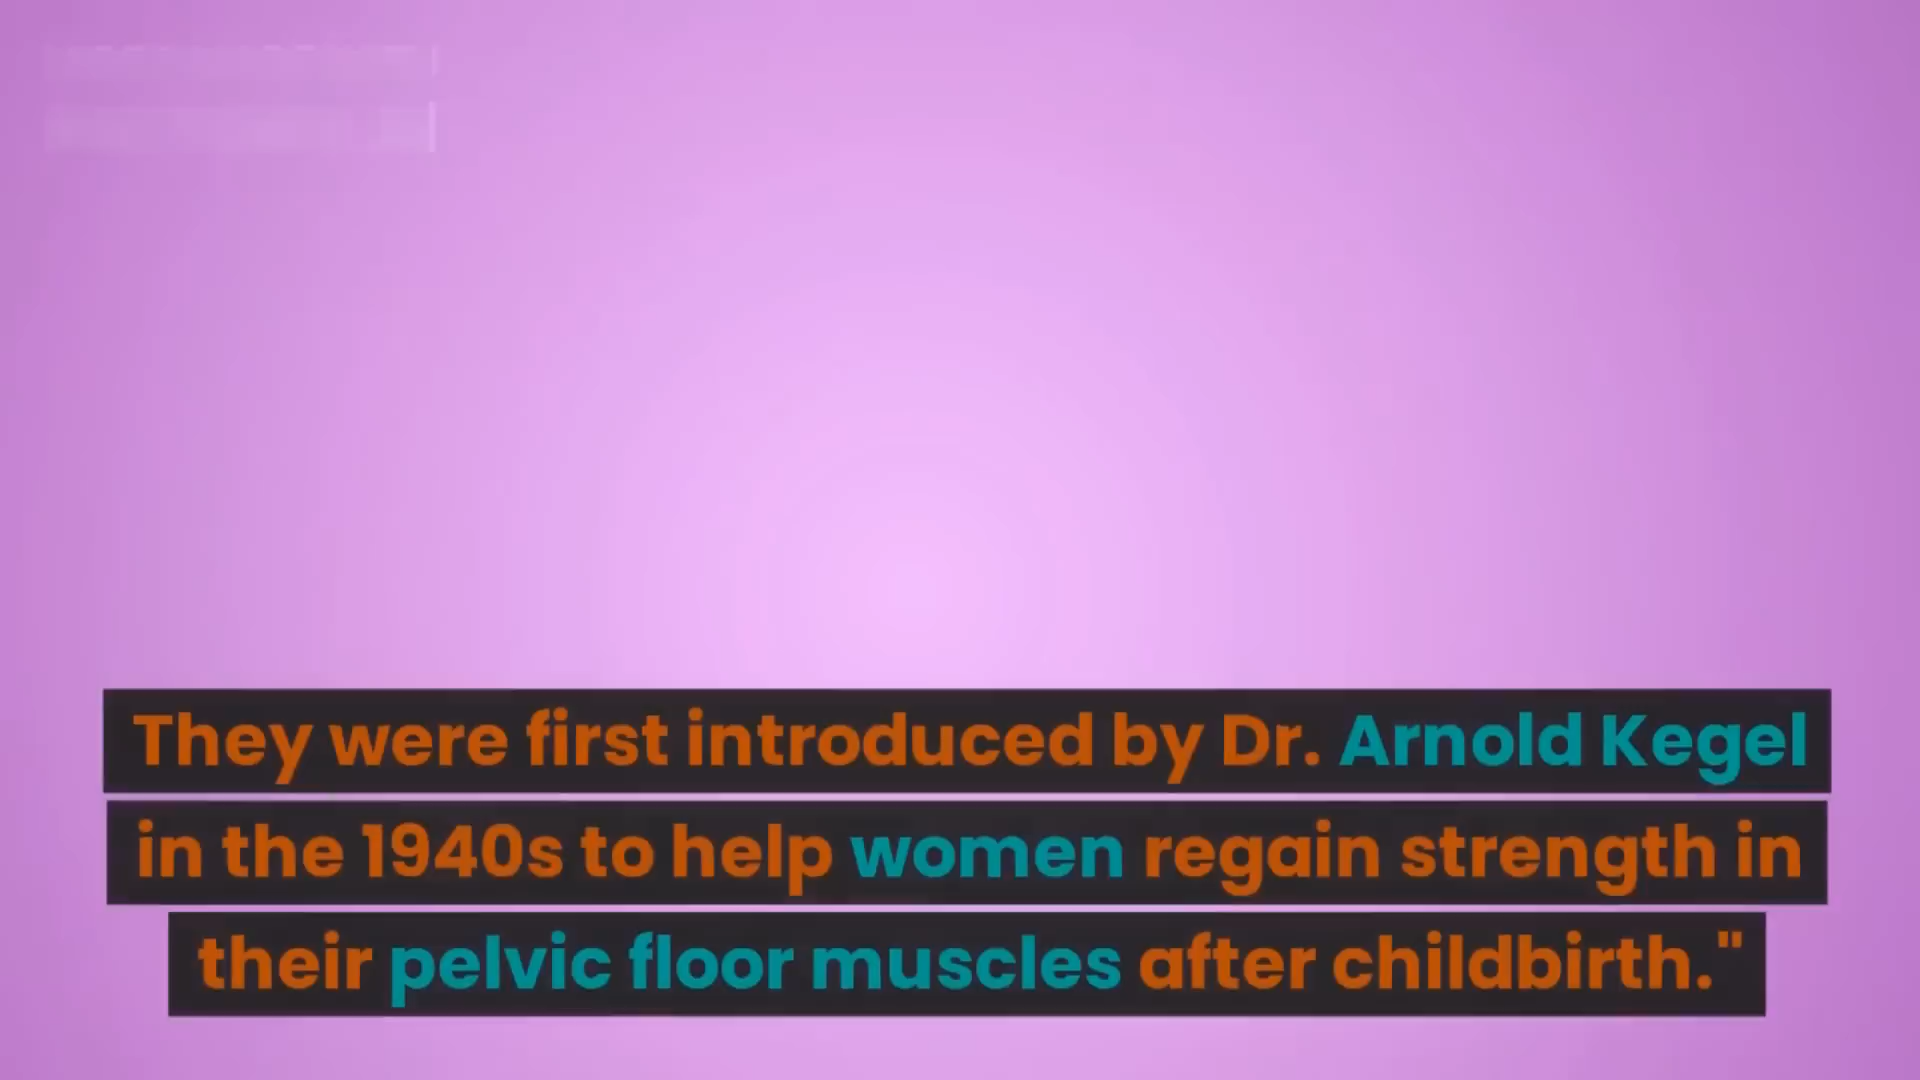 They were first introduced by Dr. Arnold Kegel
in the 1940s to help women regain strength in
their pelvic floor muscles after childbirth."